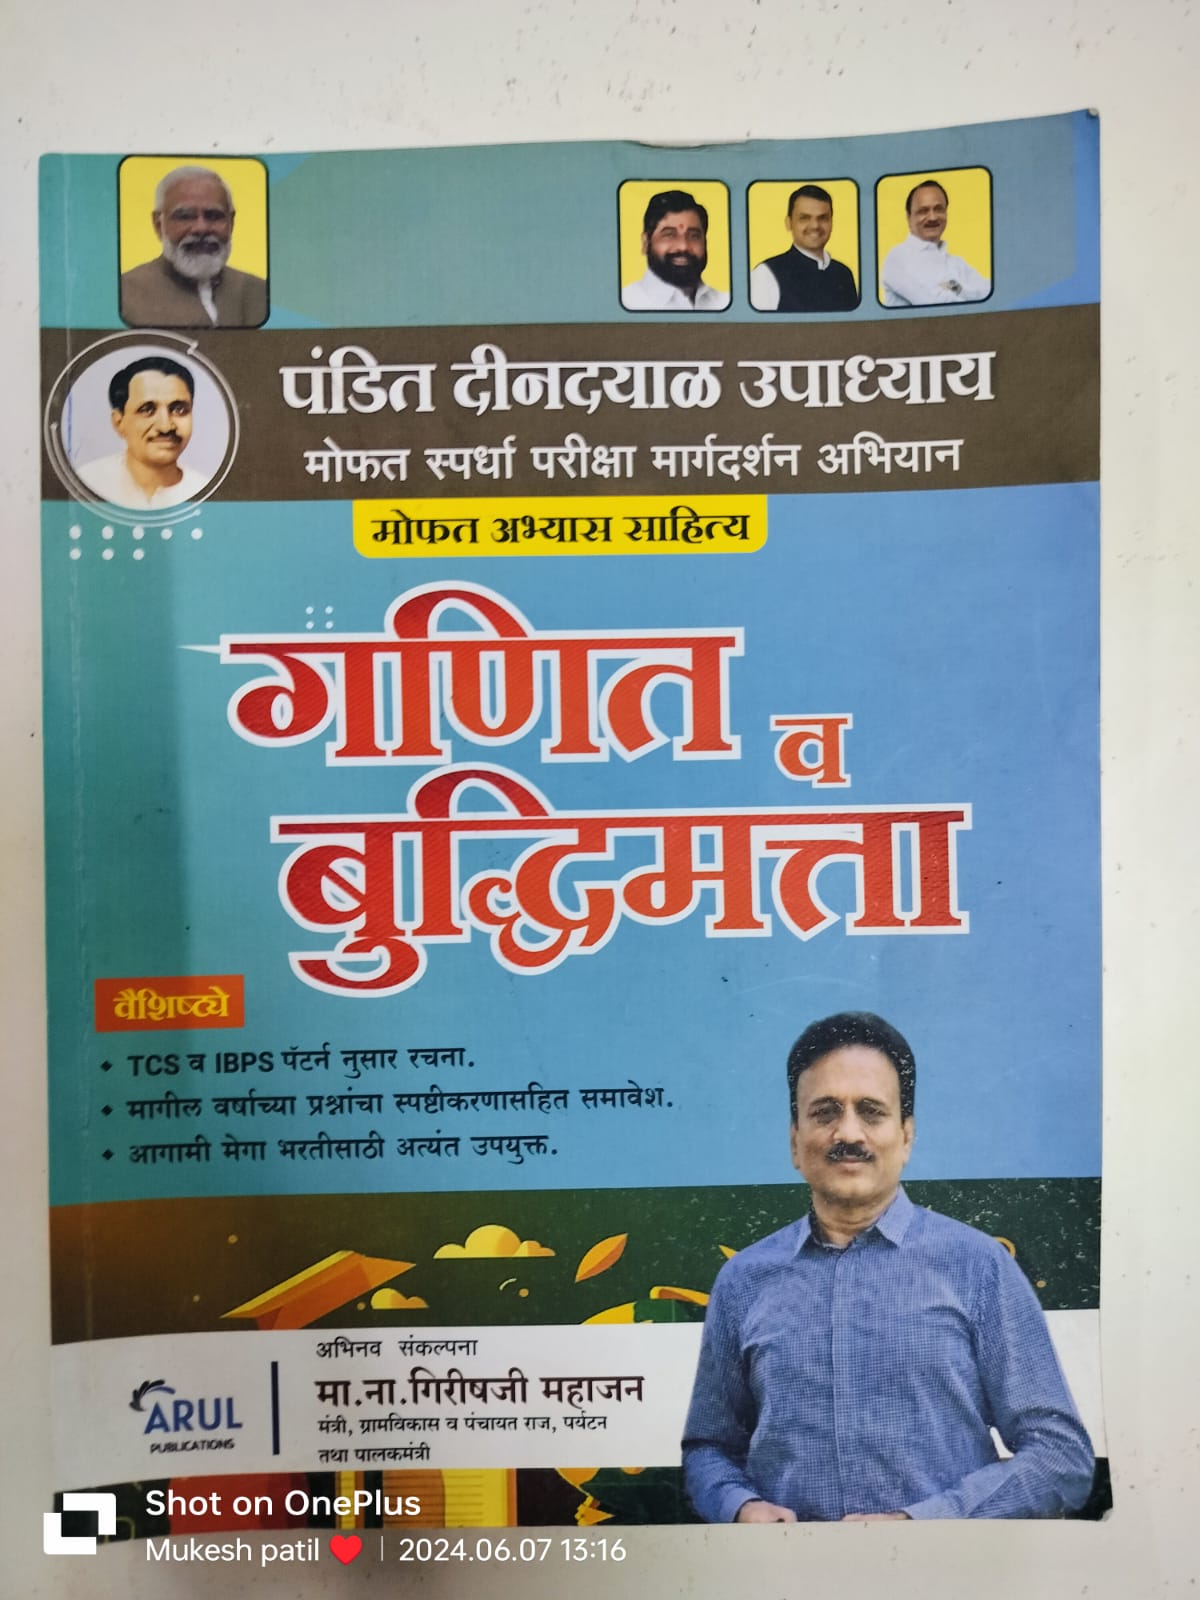 पंडित दीनदयाळ उपाध्याय
मोफत स्पर्धा परीक्षा मार्गदर्शन अभियान
मोफत अभ्यास साहित्य
गणित व
बुद्धिमत्ता
वैशिष्ट्ये
• TCS व IBPS पॅटर्न नुसार रचना.
• मागील वर्षाच्या प्रश्नांचा स्पष्टीकरणासहित समावेश.
• आगामी मेगा भरतीसाठी अत्यंत उपयुक्त.
अभिनव संकल्पना
मा.ना.गिरीषजी महाजन
मंत्री, ग्रामविकास व पंचायत राज, पर्यटन
तथा पालकमंत्री
ARUL
PUBLICATIONS
Shot on OnePlus
Mukesh patil ❤️ | 2024.06.07 13:16